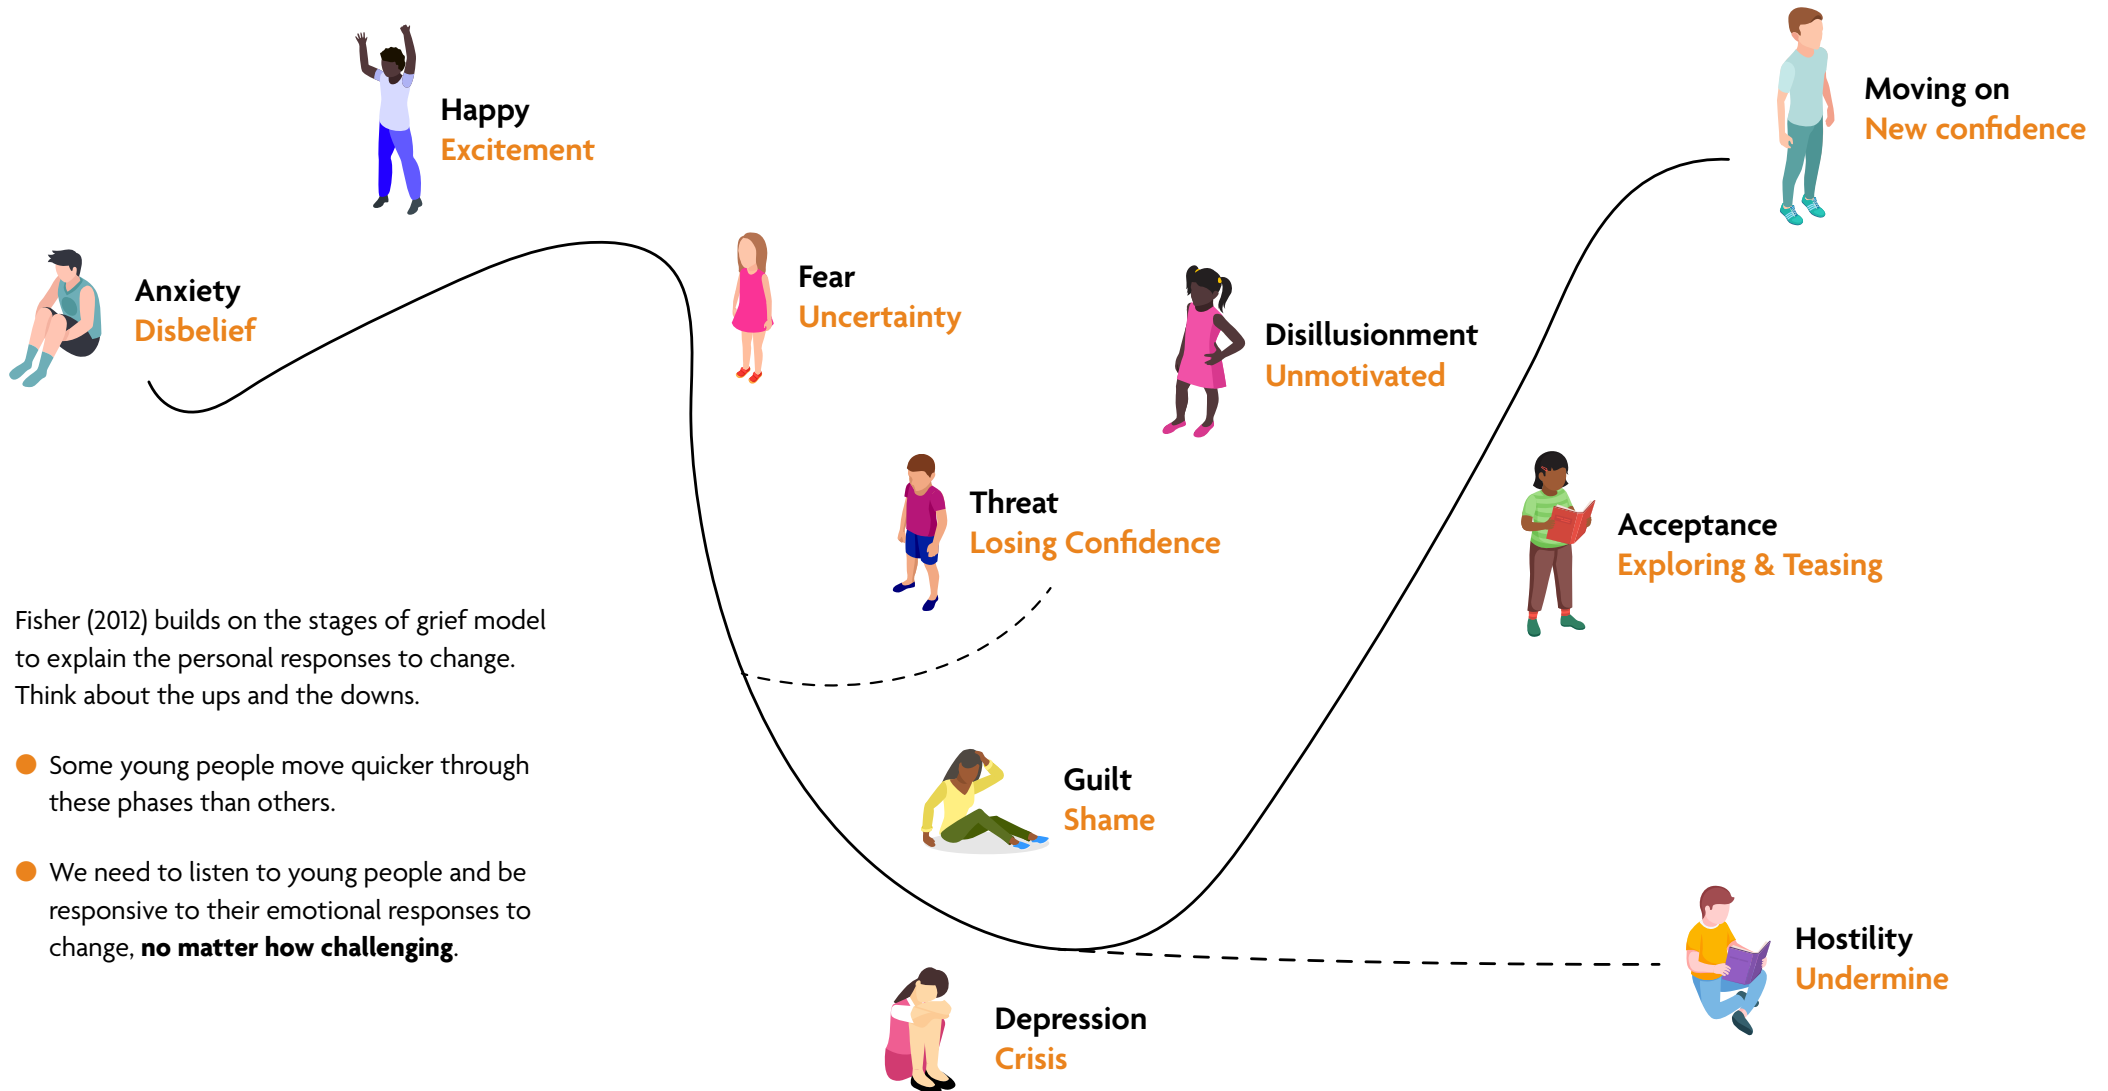 Happy
Excitement
Moving on
New confidence
Anxiety
Disbelief
Fear
Uncertainty
Disillusionment
Unmotivated
Threat
Losing Confidence
Acceptance
Exploring & Teasing
Fisher (2012) builds on the stages of grief model
to explain the personal responses to change.
Think about the ups and the downs.
Some young people move quicker through
these phases than others.
We need to listen to young people and be
responsive to their emotional responses to
change, no matter how challenging.
Guilt
Shame
Hostility
Undermine
Depression
Crisis